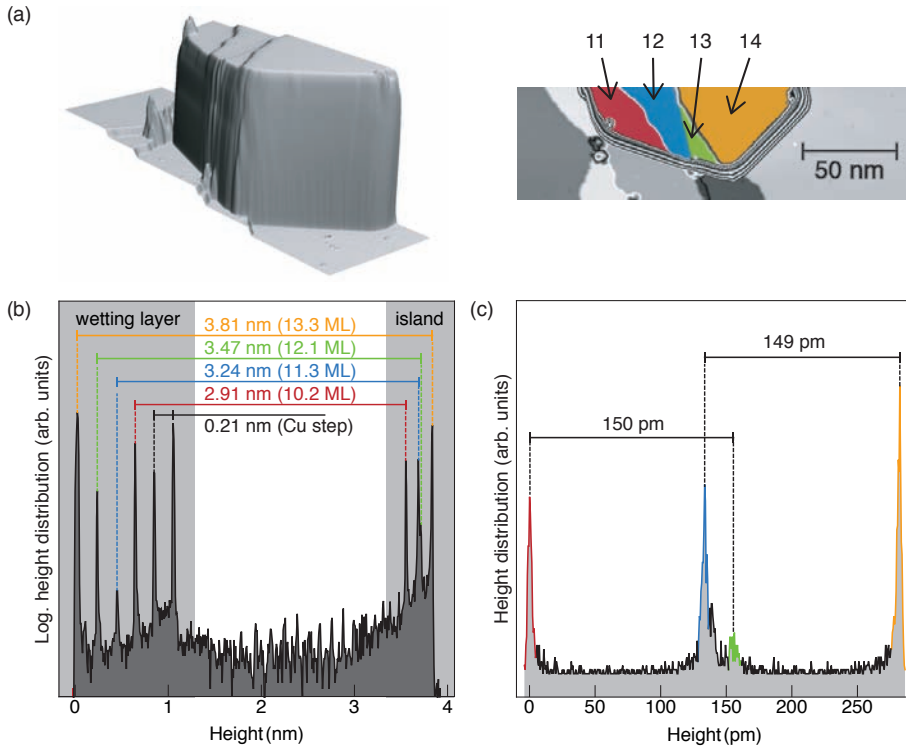 (a)
11 12 13 14
50 nm
(b)
wetting layer
island
3.81 nm (13.3 ML)
3.47 nm (12.1 ML)
3.24 nm (11.3 ML)
2.91 nm (10.2 ML)
0.21 nm (Cu step)
Log. height distribution (arb. units)
0 1 2 3 4
Height (nm)
(c)
149 pm
150 pm
Height distribution (arb. units)
0 50 100 150 200 250
Height (pm)